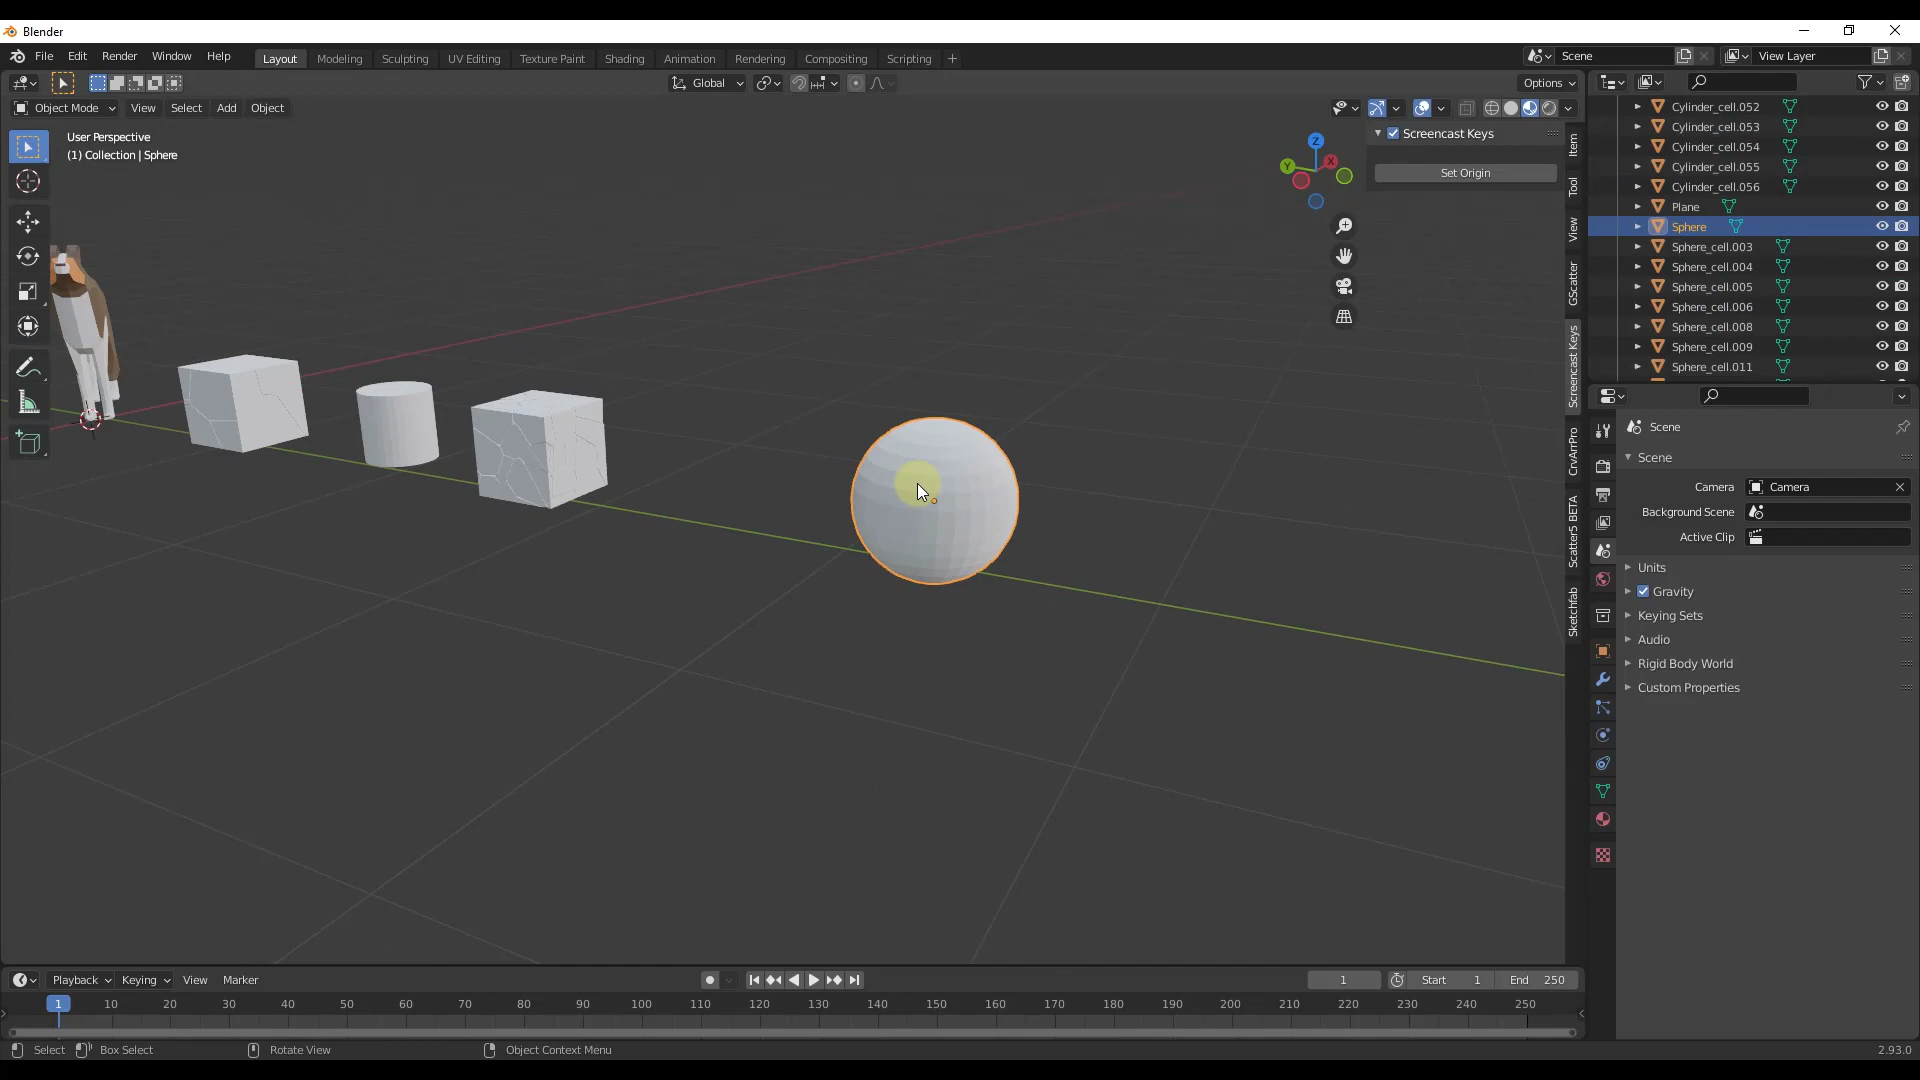 Blender
File Edit Render Window Help Layout Modeling Sculpting UV Editing Texture Paint Shading Animation Rendering Compositing Scripting + Scene View Layer
Global Options
Object Mode View Select Add Object
User Perspective
(1) Collection | Sphere
Z
Y X
Screencast Keys
Set Origin
Item
Tool
View
GScatter
Screencast Keys
CrvArrPro
Scatter5 BETA
Sketchfab
Cylinder_cell.052
Cylinder_cell.053
Cylinder_cell.054
Cylinder_cell.055
Cylinder_cell.056
Plane
Sphere
Sphere_cell.003
Sphere_cell.004
Sphere_cell.005
Sphere_cell.006
Sphere_cell.008
Sphere_cell.009
Sphere_cell.011
Scene
Scene
Camera Camera
Background Scene
Active Clip
Units
Gravity
Keying Sets
Audio
Rigid Body World
Custom Properties
Playback Keying View Marker 1 Start 1 End 250
1 10 20 30 40 50 60 70 80 90 100 110 120 130 140 150 160 170 180 190 200 210 220 230 240 250
Select Box Select Rotate View Object Context Menu 2.93.0